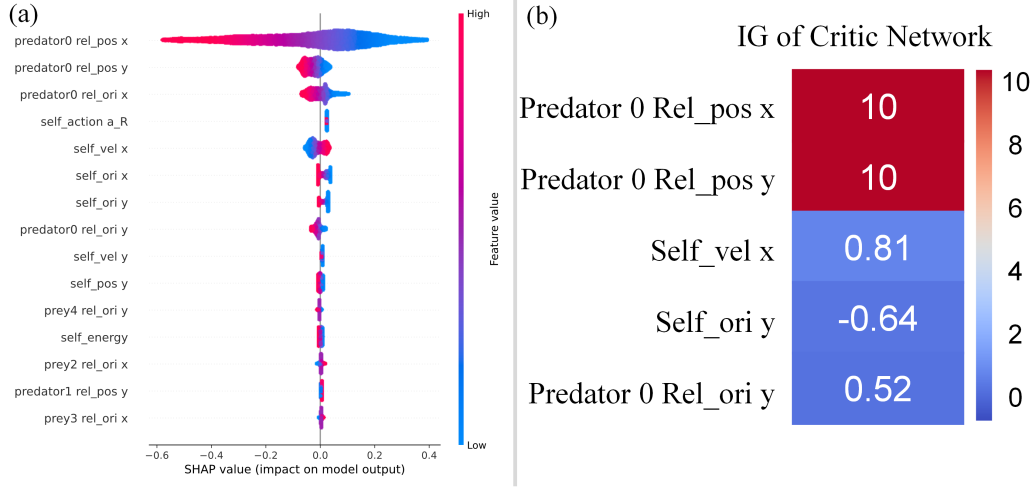 (a)
High
predator0 rel_pos x
predator0 rel_pos y
predator0 rel_ori x
self_action a_R
self_vel x
self_ori x
self_ori y
predator0 rel_ori y
self_vel y
self_pos y
prey4 rel_ori y
self_energy
prey2 rel_ori x
predator1 rel_pos y
prey3 rel_ori x
Feature value
Low
−0.6 −0.4 −0.2 0.0 0.2 0.4
SHAP value (impact on model output)
(b)
IG of Critic Network
Predator 0 Rel_pos x 10
Predator 0 Rel_pos y 10
Self_vel x 0.81
Self_ori y -0.64
Predator 0 Rel_ori y 0.52
10
8
6
4
2
0